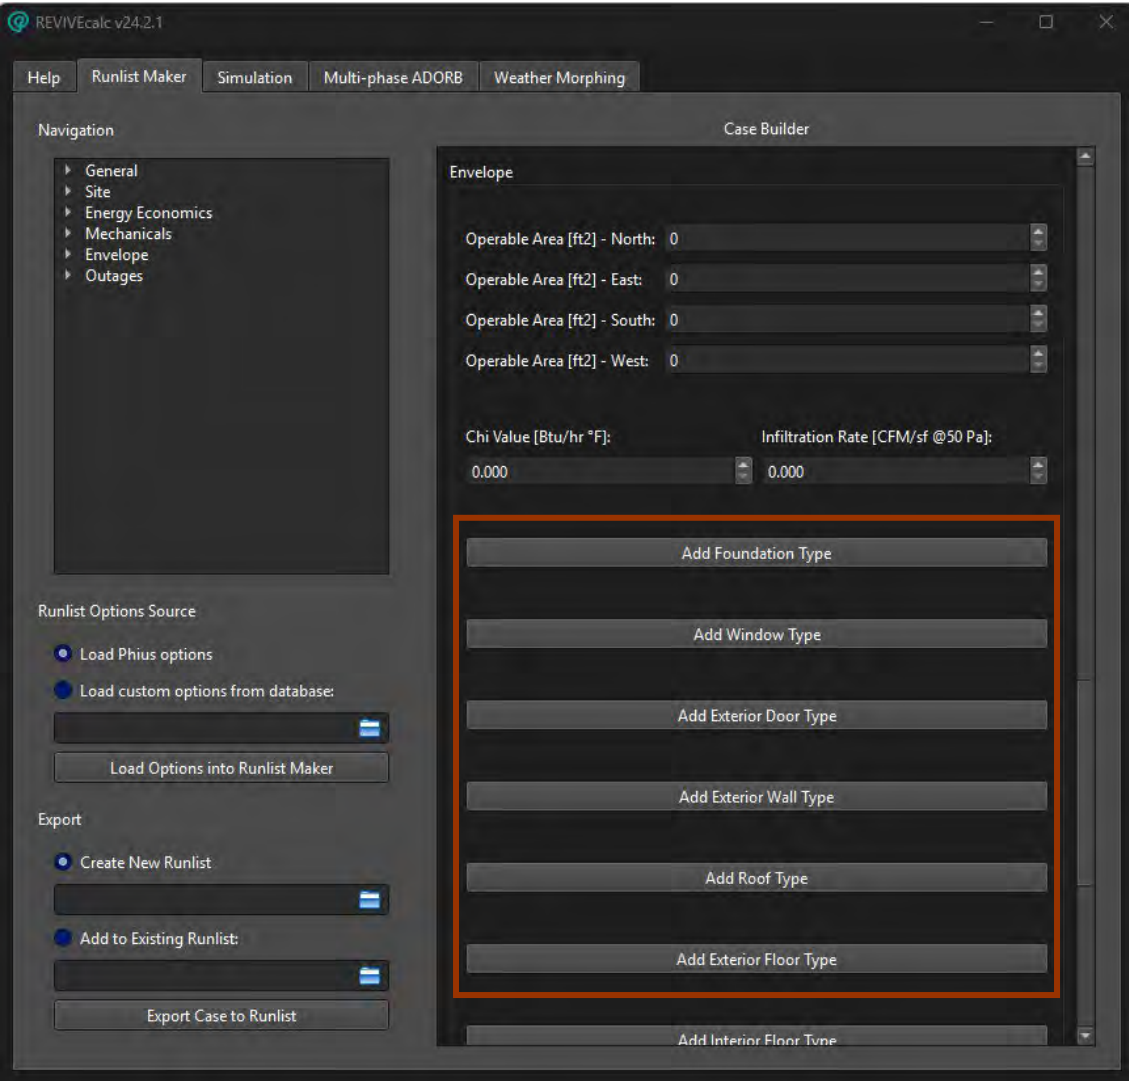 REVIVEcalc v24.2.1
Help Runlist Maker Simulation Multi-phase ADORB Weather Morphing
Navigation
General
Site
Energy Economics
Mechanicals
Envelope
Outages
Runlist Options Source
Load Phius options
Load custom options from database:
Load Options into Runlist Maker
Export
Create New Runlist
Add to Existing Runlist:
Export Case to Runlist
Case Builder
Envelope
Operable Area [ft2] - North: 0
Operable Area [ft2] - East: 0
Operable Area [ft2] - South: 0
Operable Area [ft2] - West: 0
Chi Value [Btu/hr °F]: Infiltration Rate [CFM/sf @50 Pa]:
0.000 0.000
Add Foundation Type
Add Window Type
Add Exterior Door Type
Add Exterior Wall Type
Add Roof Type
Add Exterior Floor Type
Add Interior Floor Type